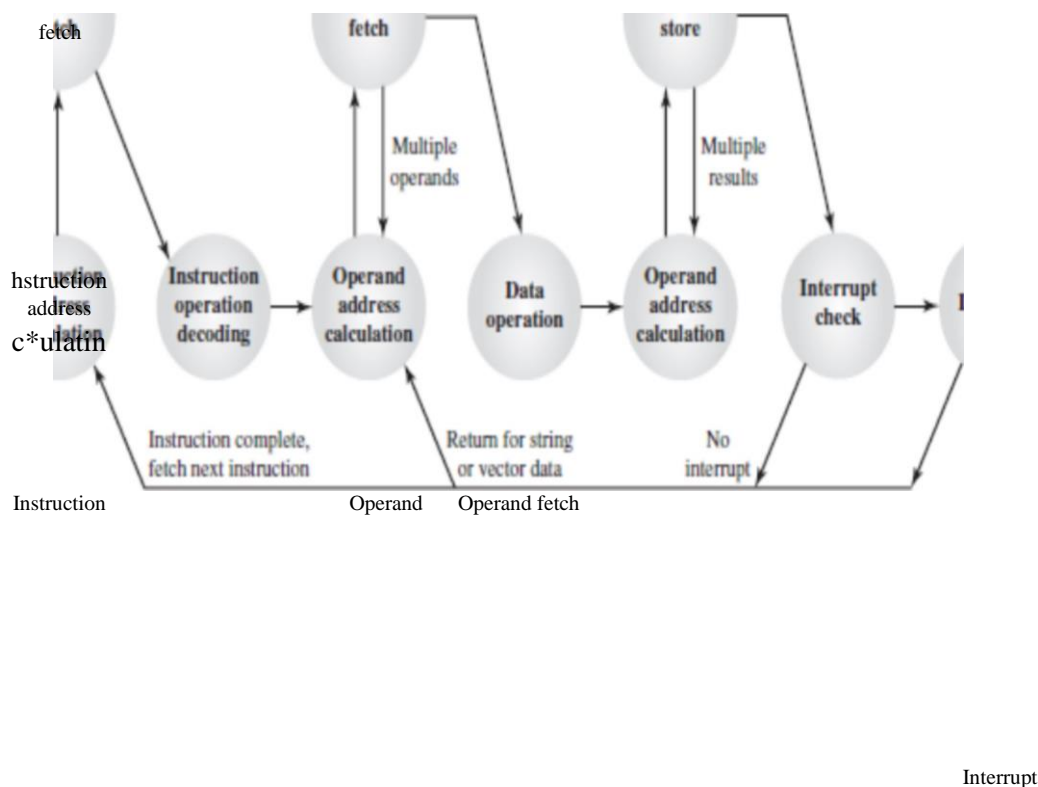 fetch
fetch
store
Multiple
operands
Multiple
results
hstruction
address
c*ulatin
Instruction
operation
decoding
Operand
address
calculation
Data
operation
Operand
address
calculation
Interrupt
check
Instruction complete,
fetch next instruction
Return for string
or vector data
No
interrupt
Instruction
Operand
Operand fetch
Interrupt